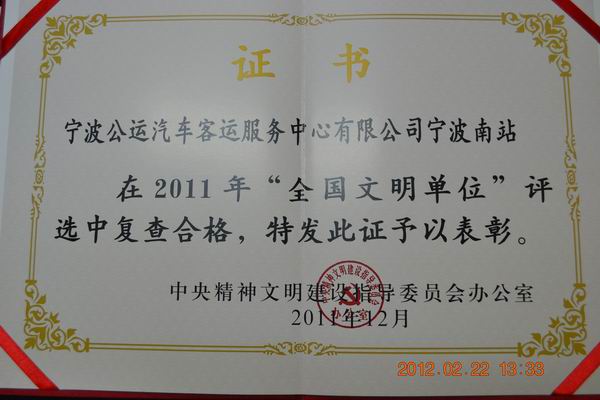 证书
宁波公运汽车客运服务中心有限公司宁波南站
在2011年“全国文明单位”评
选中复查合格，特发此证予以表彰。
中央精神文明建设指导委员会办公室
2011年12月
2012.02.22 13:33